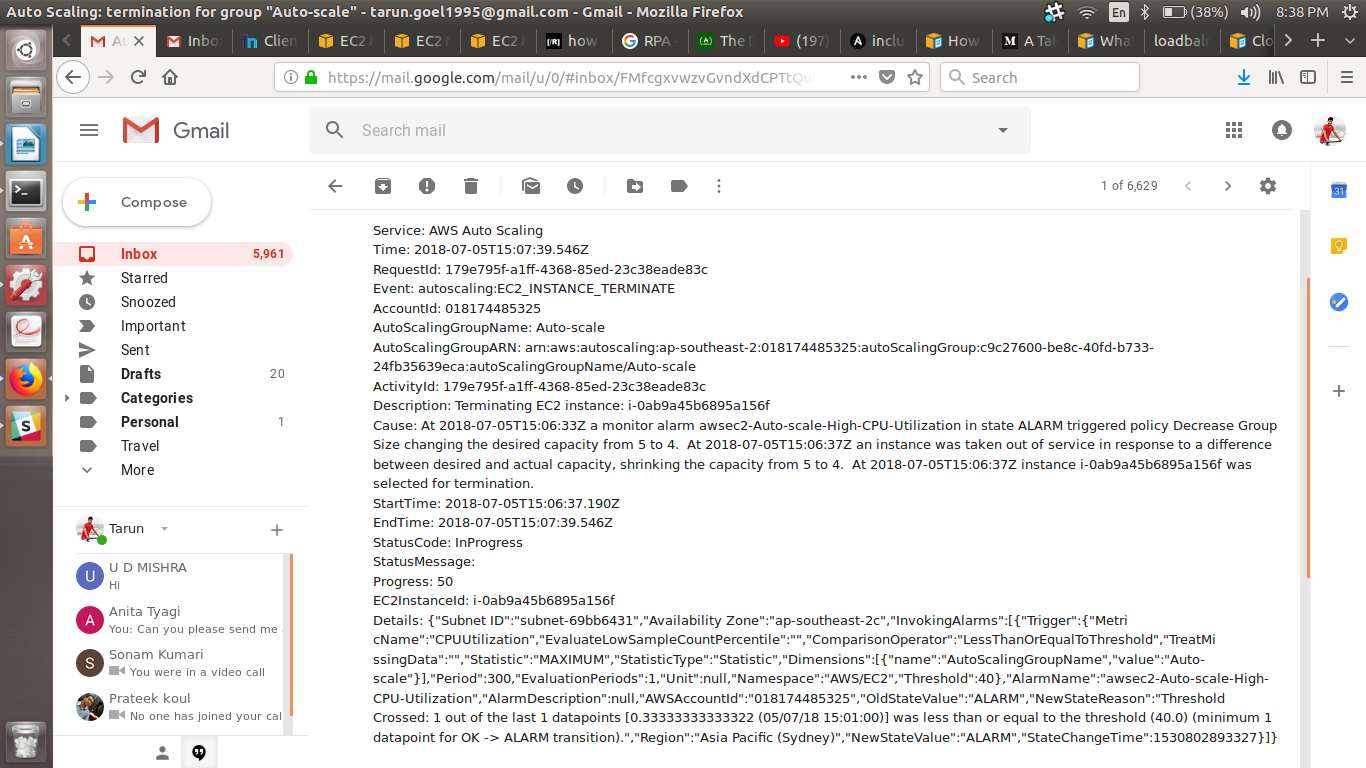 Auto Scaling: termination for group "Auto-scale" - tarun.goel1995@gmail.com - Gmail - Mozilla Firefox
En
(38%)
8:38 PM
Inbo
Clien
EC2
EC2
EC2
[R]
how
RPA
The D
(197)
inclu
How
M
A Tal
What
loadbaln
Clo
https://mail.google.com/mail/u/0/#inbox/FMfcgxvwzvGvndXdCPTtQw
Search
Gmail
Search mail
Compose
1 of 6,629
31
Inbox 5,961
Starred
Snoozed
Important
Sent
Drafts 20
Categories
Personal 1
Travel
More
Tarun
U
U D MISHRA
Hi
A
Anita Tyagi
You: Can you please send me
S
Sonam Kumari
You were in a video call
Prateek koul
No one has joined your cal
Service: AWS Auto Scaling
Time: 2018-07-05T15:07:39.546Z
RequestId: 179e795f-a1ff-4368-85ed-23c38eade83c
Event: autoscaling:EC2_INSTANCE_TERMINATE
AccountId: 018174485325
AutoScalingGroupName: Auto-scale
AutoScalingGroupARN: arn:aws:autoscaling:ap-southeast-2:018174485325:autoScalingGroup:c9c27600-be8c-40fd-b733-
24fb35639eca:autoScalingGroupName/Auto-scale
ActivityId: 179e795f-a1ff-4368-85ed-23c38eade83c
Description: Terminating EC2 instance: i-0ab9a45b6895a156f
Cause: At 2018-07-05T15:06:33Z a monitor alarm awsec2-Auto-scale-High-CPU-Utilization in state ALARM triggered policy Decrease Group
Size changing the desired capacity from 5 to 4.  At 2018-07-05T15:06:37Z an instance was taken out of service in response to a difference
between desired and actual capacity, shrinking the capacity from 5 to 4.  At 2018-07-05T15:06:37Z instance i-0ab9a45b6895a156f was
selected for termination.
StartTime: 2018-07-05T15:06:37.190Z
EndTime: 2018-07-05T15:07:39.546Z
StatusCode: InProgress
StatusMessage:
Progress: 50
EC2InstanceId: i-0ab9a45b6895a156f
Details: {"Subnet ID":"subnet-69bb6431","Availability Zone":"ap-southeast-2c","InvokingAlarms":[{"Trigger":{"Metri
cName":"CPUUtilization","EvaluateLowSampleCountPercentile":"","ComparisonOperator":"LessThanOrEqualToThreshold","TreatMi
ssingData":"","Statistic":"MAXIMUM","StatisticType":"Statistic","Dimensions":[{"name":"AutoScalingGroupName","value":"Auto-
scale"}],"Period":300,"EvaluationPeriods":1,"Unit":null,"Namespace":"AWS/EC2","Threshold":40},"AlarmName":"awsec2-Auto-scale-High-
CPU-Utilization","AlarmDescription":null,"AWSAccountId":"018174485325","OldStateValue":"ALARM","NewStateReason":"Threshold
Crossed: 1 out of the last 1 datapoints [0.33333333333322 (05/07/18 15:01:00)] was less than or equal to the threshold (40.0) (minimum 1
datapoint for OK -> ALARM transition).","Region":"Asia Pacific (Sydney)","NewStateValue":"ALARM","StateChangeTime":1530802893327}]}